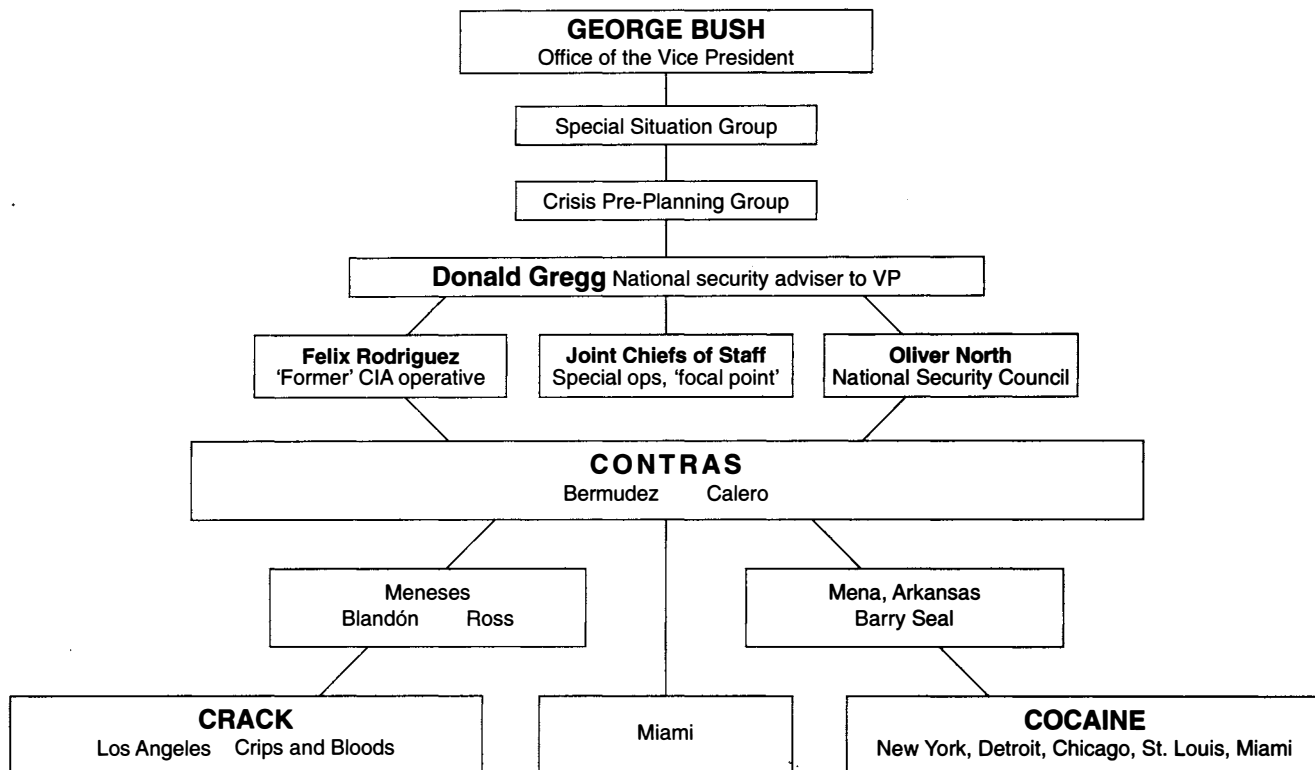 GEORGE BUSH
Office of the Vice President
Special Situation Group
Crisis Pre-Planning Group
Donald Gregg National security adviser to VP
Felix Rodriguez
'Former' CIA operative
Joint Chiefs of Staff
Special ops, 'focal point'
Oliver North
National Security Council
CONTRAS
Bermudez Calero
Meneses
Blandón Ross
Mena, Arkansas
Barry Seal
CRACK
Los Angeles Crips and Bloods
Miami
COCAINE
New York, Detroit, Chicago, St. Louis, Miami